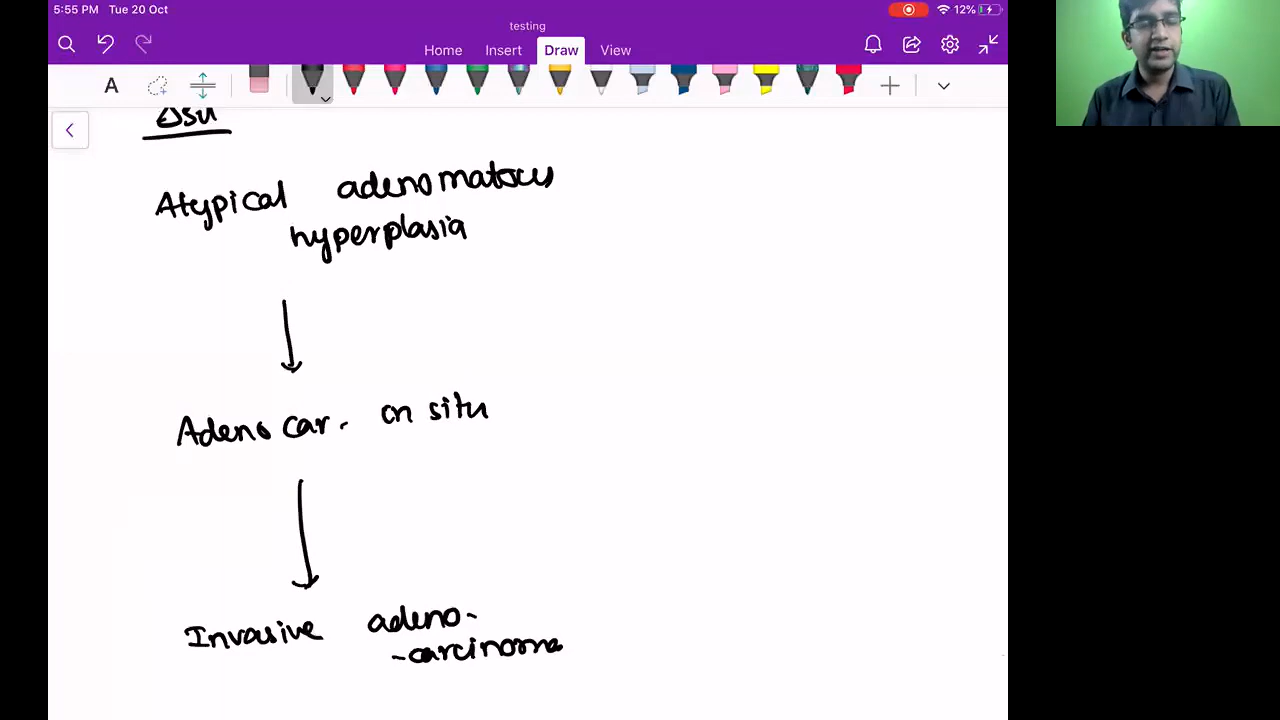 5:55 PM Tue 20 Oct
12%
testing
Home Insert Draw View
A
Atypical adenomatous
hyperplasia
Adeno car. in situ
Invasive adeno-
-carcinoma